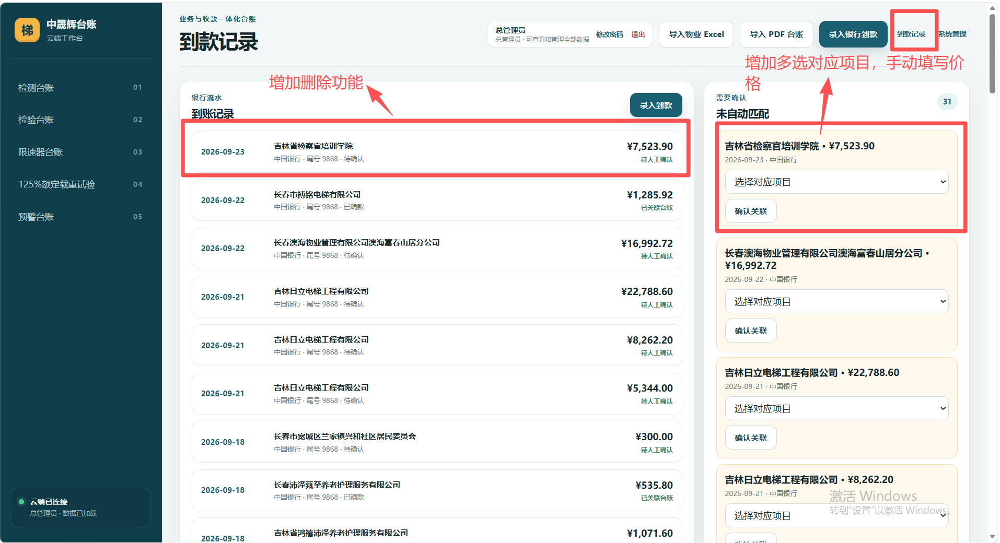 梯
中晟辉台账
云端工作台
检测台账 01
检验台账 02
限速器台账 03
125%额定载重试验 04
预警台账 05
云端已连接
总管理员 · 数据已加载
业务与收款一体化台账
到款记录
总管理员
总管理员 · 可查看和管理全部数据
修改密码
退出
导入物业 Excel
导入 PDF 台账
录入银行到款
到款记录
系统管理
增加删除功能
增加多选对应项目，手动填写价
格
银行流水
到账记录
录入到款
2026-09-23
吉林省检察官培训学院
中国银行 · 尾号 9868 · 待确认
¥7,523.90
待人工确认
2026-09-22
长春市搏铭电梯有限公司
中国银行 · 尾号 9868 · 已确款
¥1,285.92
已关联台账
2026-09-22
长春澳海物业管理有限公司澳海富春山居分公司
中国银行 · 尾号 9868 · 待确认
¥16,992.72
待人工确认
2026-09-21
吉林日立电梯工程有限公司
中国银行 · 尾号 9868 · 待确认
¥22,788.60
待人工确认
2026-09-21
吉林日立电梯工程有限公司
中国银行 · 尾号 9868 · 待确认
¥8,262.20
待人工确认
2026-09-21
吉林日立电梯工程有限公司
中国银行 · 尾号 9868 · 待确认
¥5,344.00
待人工确认
2026-09-18
长春市宽城区兰家镇兴和社区居民委员会
中国银行 · 尾号 9868 · 待确认
¥300.00
待人工确认
2026-09-18
长春沛泽甄至养老护理服务有限公司
中国银行 · 尾号 9868 · 已确款
¥535.80
已关联台账
2026-09-18
吉林省鸿禧沛泽养老护理服务有限公司
¥1,071.60
需要确认
未自动匹配
31
吉林省检察官培训学院 • ¥7,523.90
2026-09-23 · 中国银行
选择对应项目
确认关联
长春澳海物业管理有限公司澳海富春山居分公司 •
¥16,992.72
2026-09-22 · 中国银行
选择对应项目
确认关联
吉林日立电梯工程有限公司 • ¥22,788.60
2026-09-21 · 中国银行
选择对应项目
确认关联
吉林日立电梯工程有限公司 • ¥8,262.20
2026-09-21 · 中国银行
选择对应项目
激活 Windows
转到“设置”以激活 Windows。